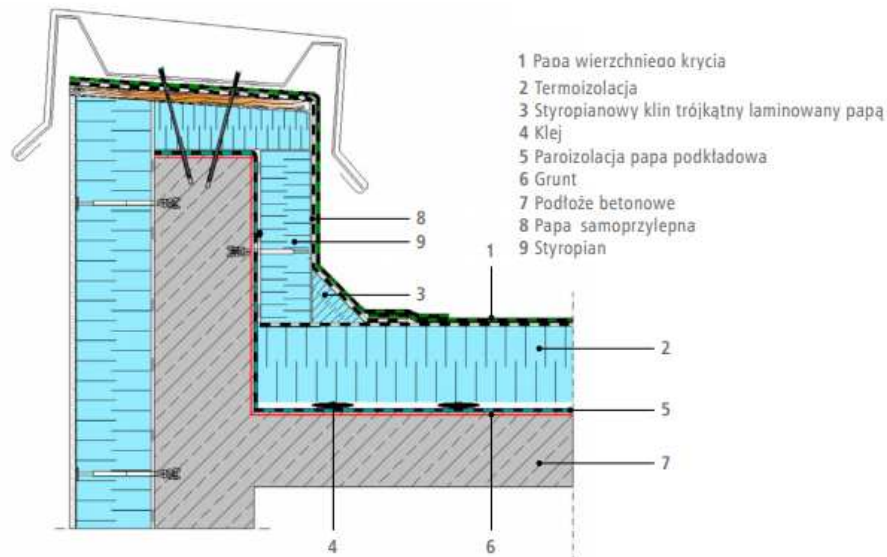 1 Papa wierzchniego krycia
2 Termoizolacja
3 Styropianowy klin trójkątny laminowany papą
4 Klej
5 Paroizolacja papa podkładowa
6 Grunt
7 Podłoże betonowe
8 Papa samoprzylepna
9 Styropian
8
9
1
3
2
5
7
4
6